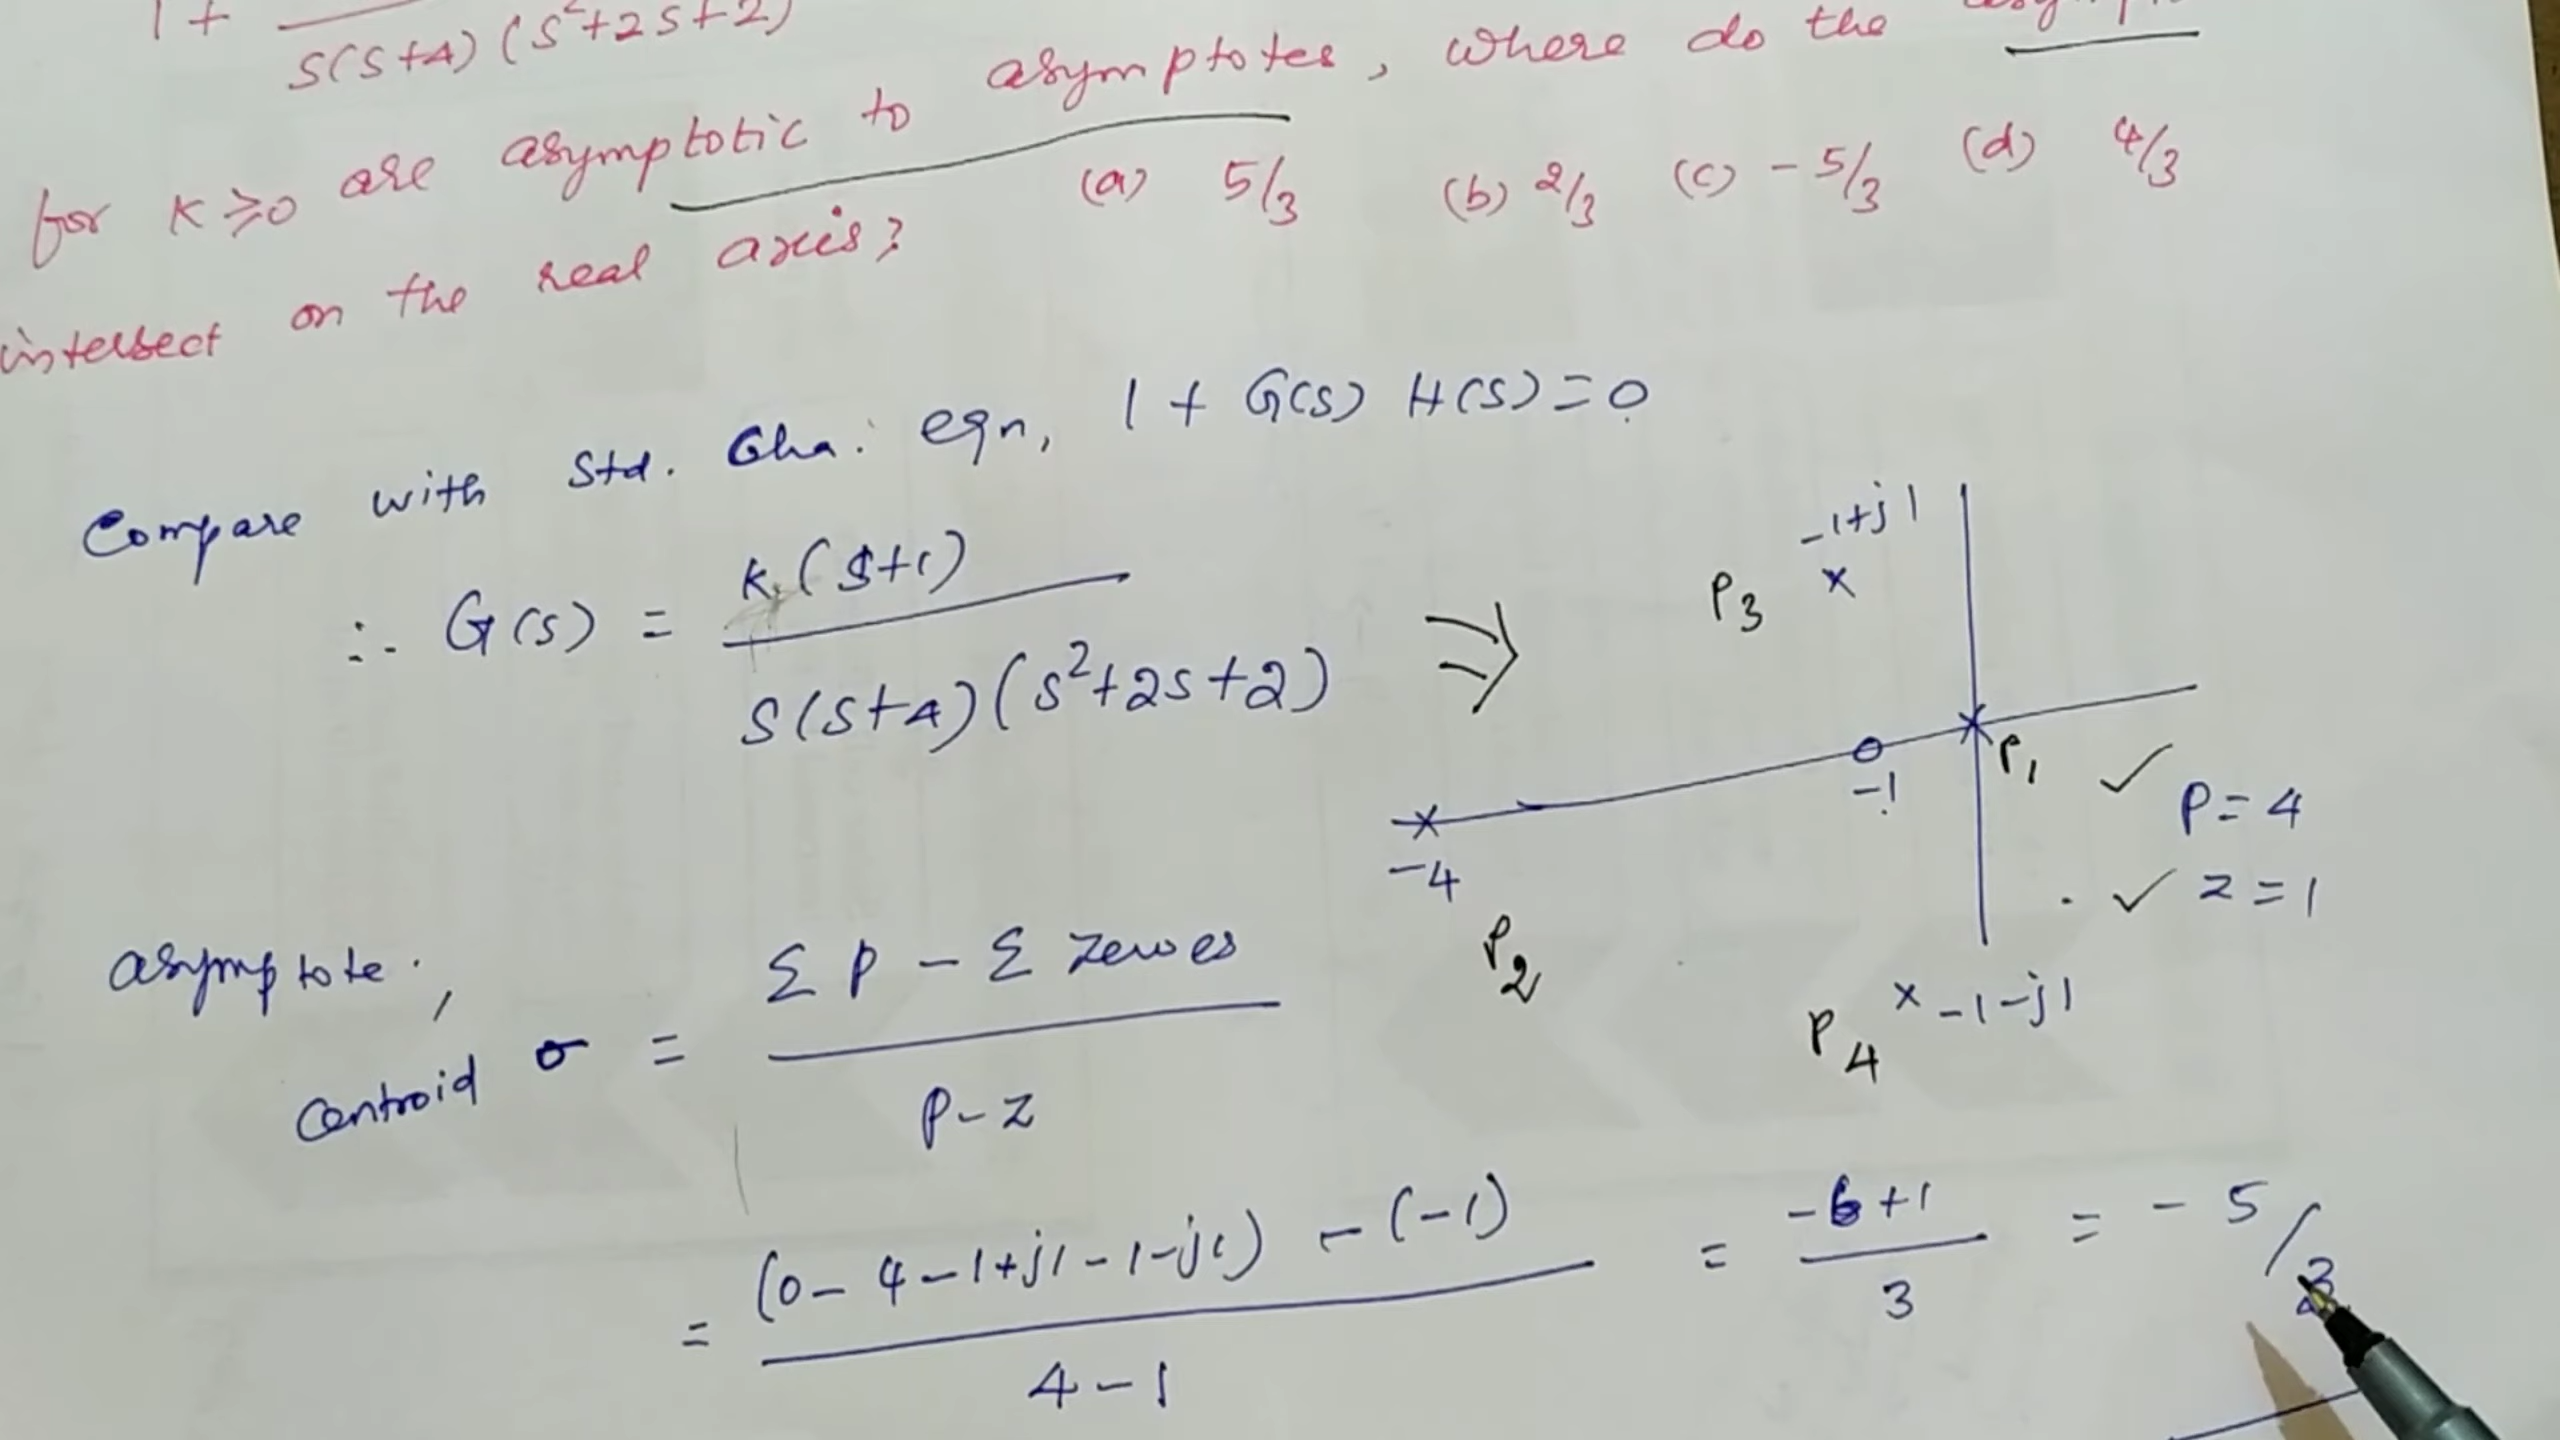 1 +
S(S+4) (S²+2S+2)
for K ≥ 0 are asymptotic to asymptotes, where do the
intersect on the real axis? (a) 5/3 (b) 2/3 (c) -5/3 (d) 4/3
Compare with Std. Cha. eqn, 1 + G(S) H(S) = 0
∴ G(S) = K(S+1) / S(S+4)(S²+2S+2) ⇒
-1+j1
P3 ×
-1
P1
-4
✓ P = 4
✓ z = 1
P2
× -1-j1
P4
asymptote,
Centroid σ = (Σ P - Σ zeroes) / P-z
= ((0-4-1+j1-1-j1) - (-1)) / 4-1 = (-6+1) / 3 = -5/3